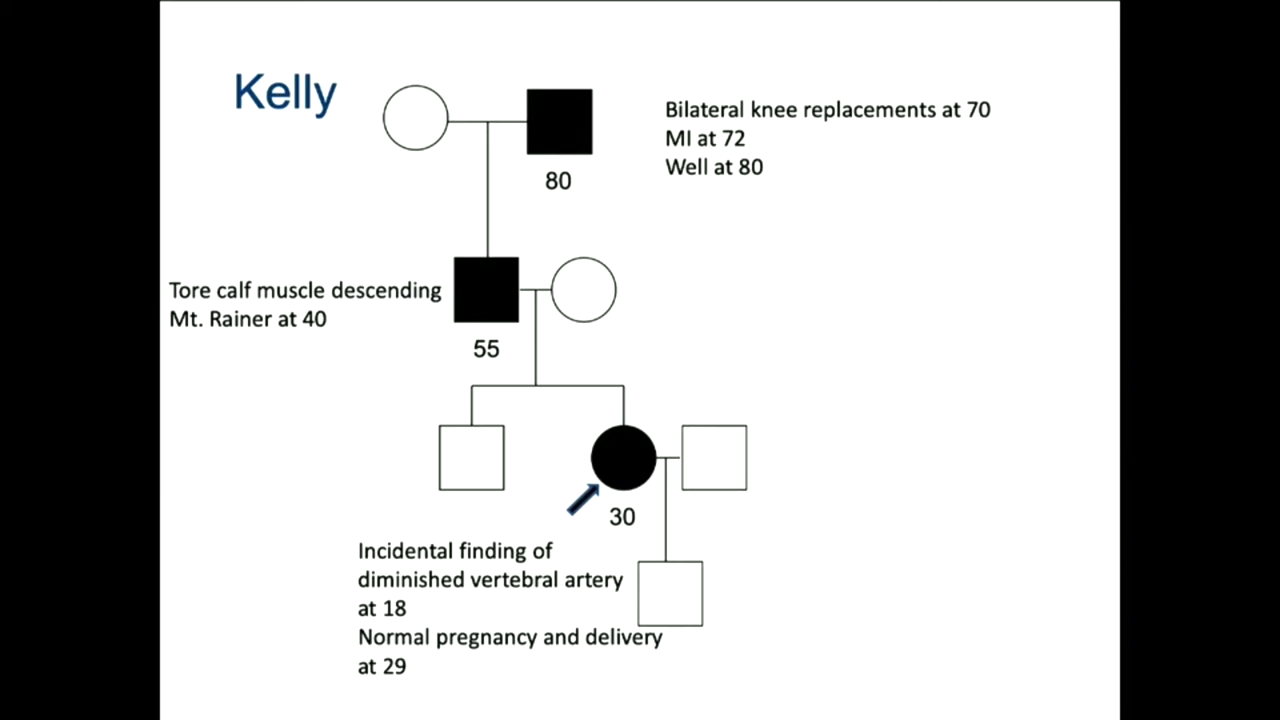 Kelly
Bilateral knee replacements at 70
MI at 72
Well at 80
80
Tore calf muscle descending
Mt. Rainer at 40
55
30
Incidental finding of
diminished vertebral artery
at 18
Normal pregnancy and delivery
at 29